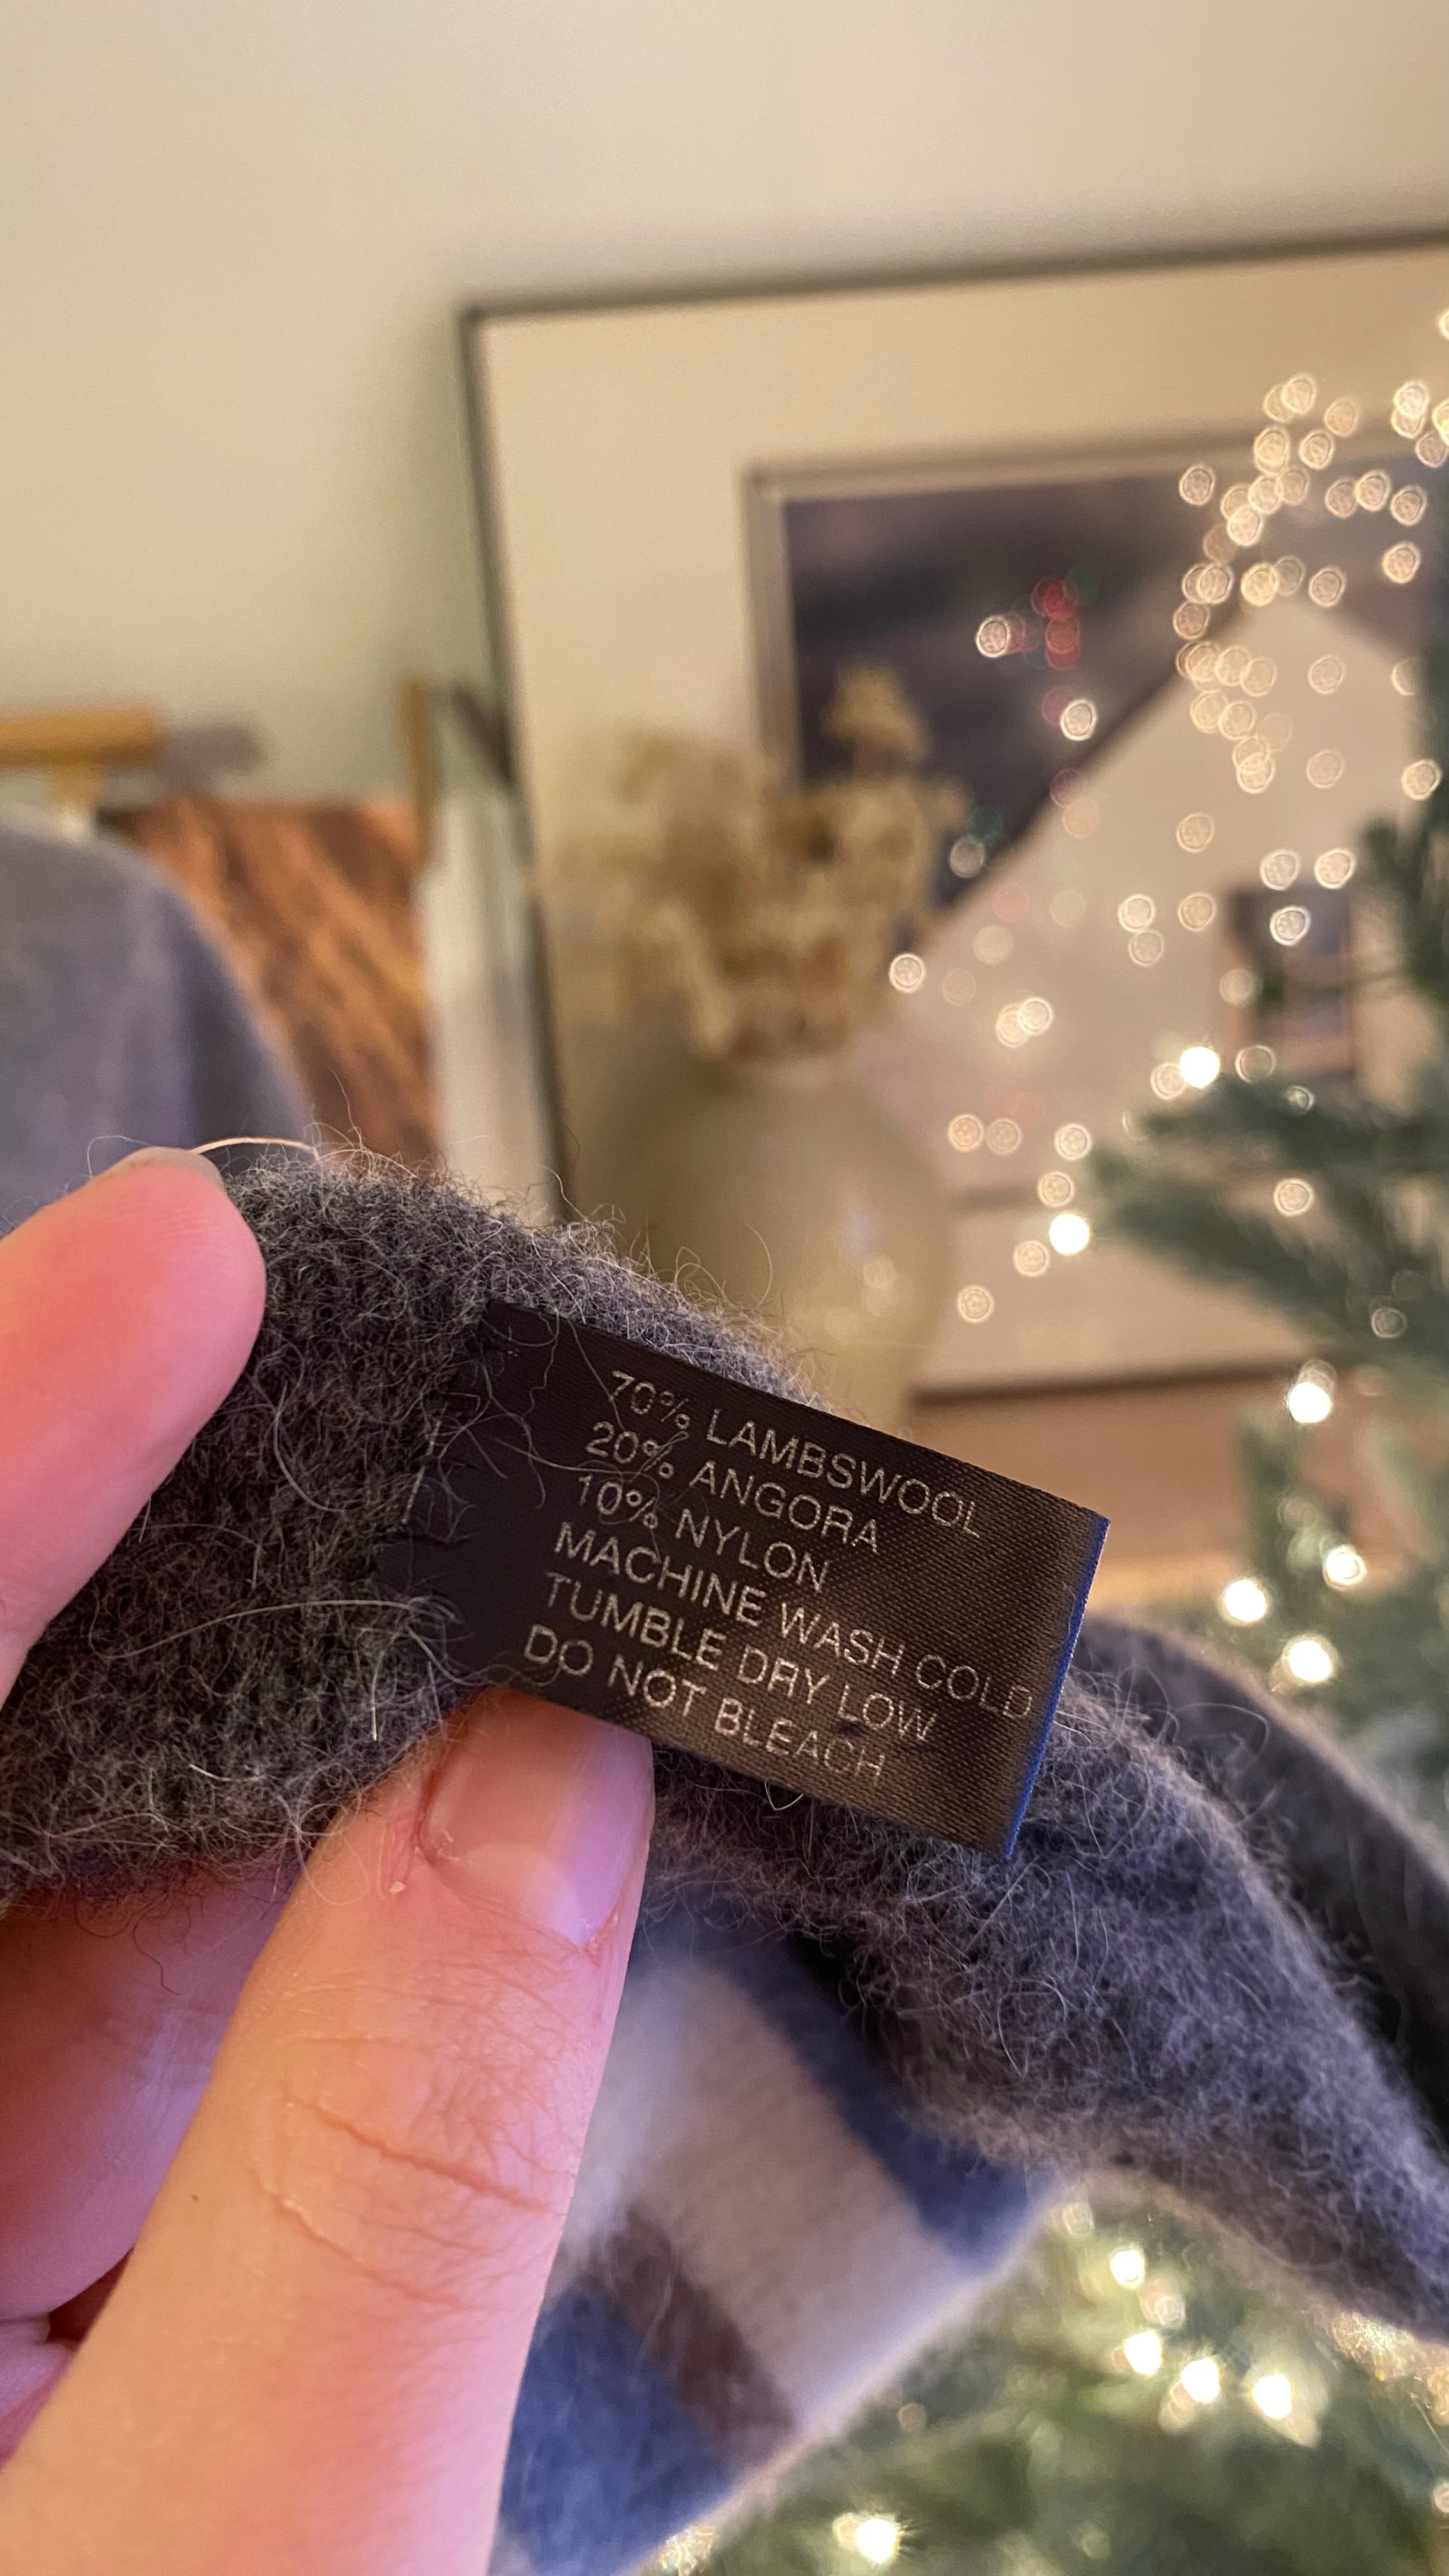 70% LAMBSWOOL
20% ANGORA
10% NYLON
MACHINE WASH COLD
TUMBLE DRY LOW
DO NOT BLEACH